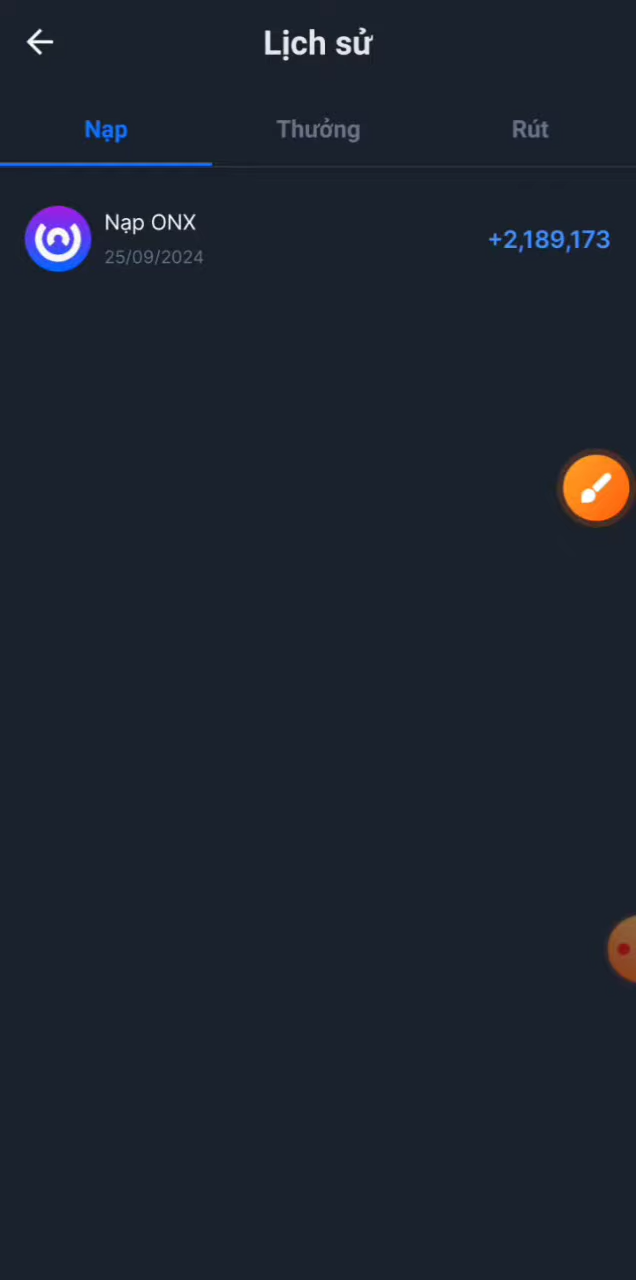 Lịch sử
Nạp
Thưởng
Rút
Nạp ONX
+2,189,173
25/09/2024